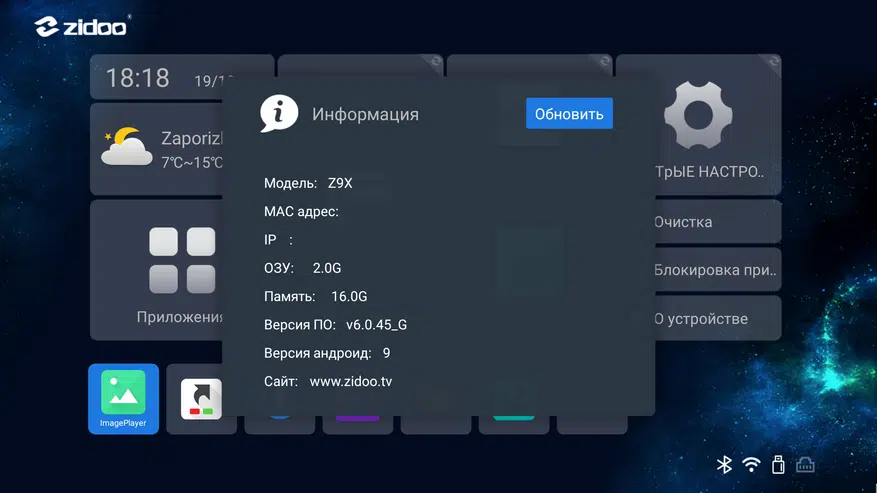 zidoo®
18:18 19/1
Zaporizl
7°C~15°C
Информация
Обновить
Модель: Z9X
MAC адрес:
IP :
ОЗУ: 2.0G
Память: 16.0G
Версия ПО: v6.0.45_G
Версия андроид: 9
Сайт: www.zidoo.tv
ТрЫЕ НАСТРО..
Очистка
Блокировка при..
О устройстве
Приложения
ImagePlayer